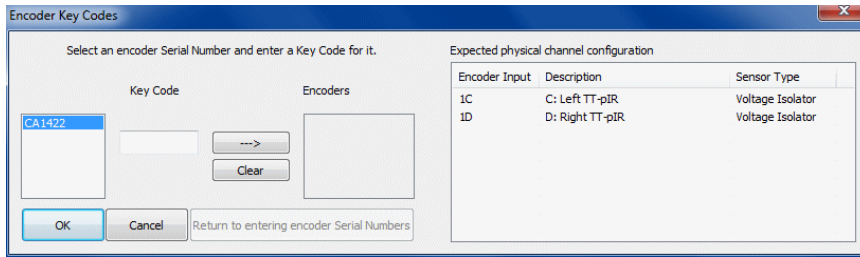 Encoder Key Codes
Select an encoder Serial Number and enter a Key Code for it.
Key Code
Encoders
CA1422
--->
Clear
OK
Cancel
Return to entering encoder Serial Numbers
Expected physical channel configuration
Encoder Input Description Sensor Type
1C C: Left TT-pIR Voltage Isolator
1D D: Right TT-pIR Voltage Isolator